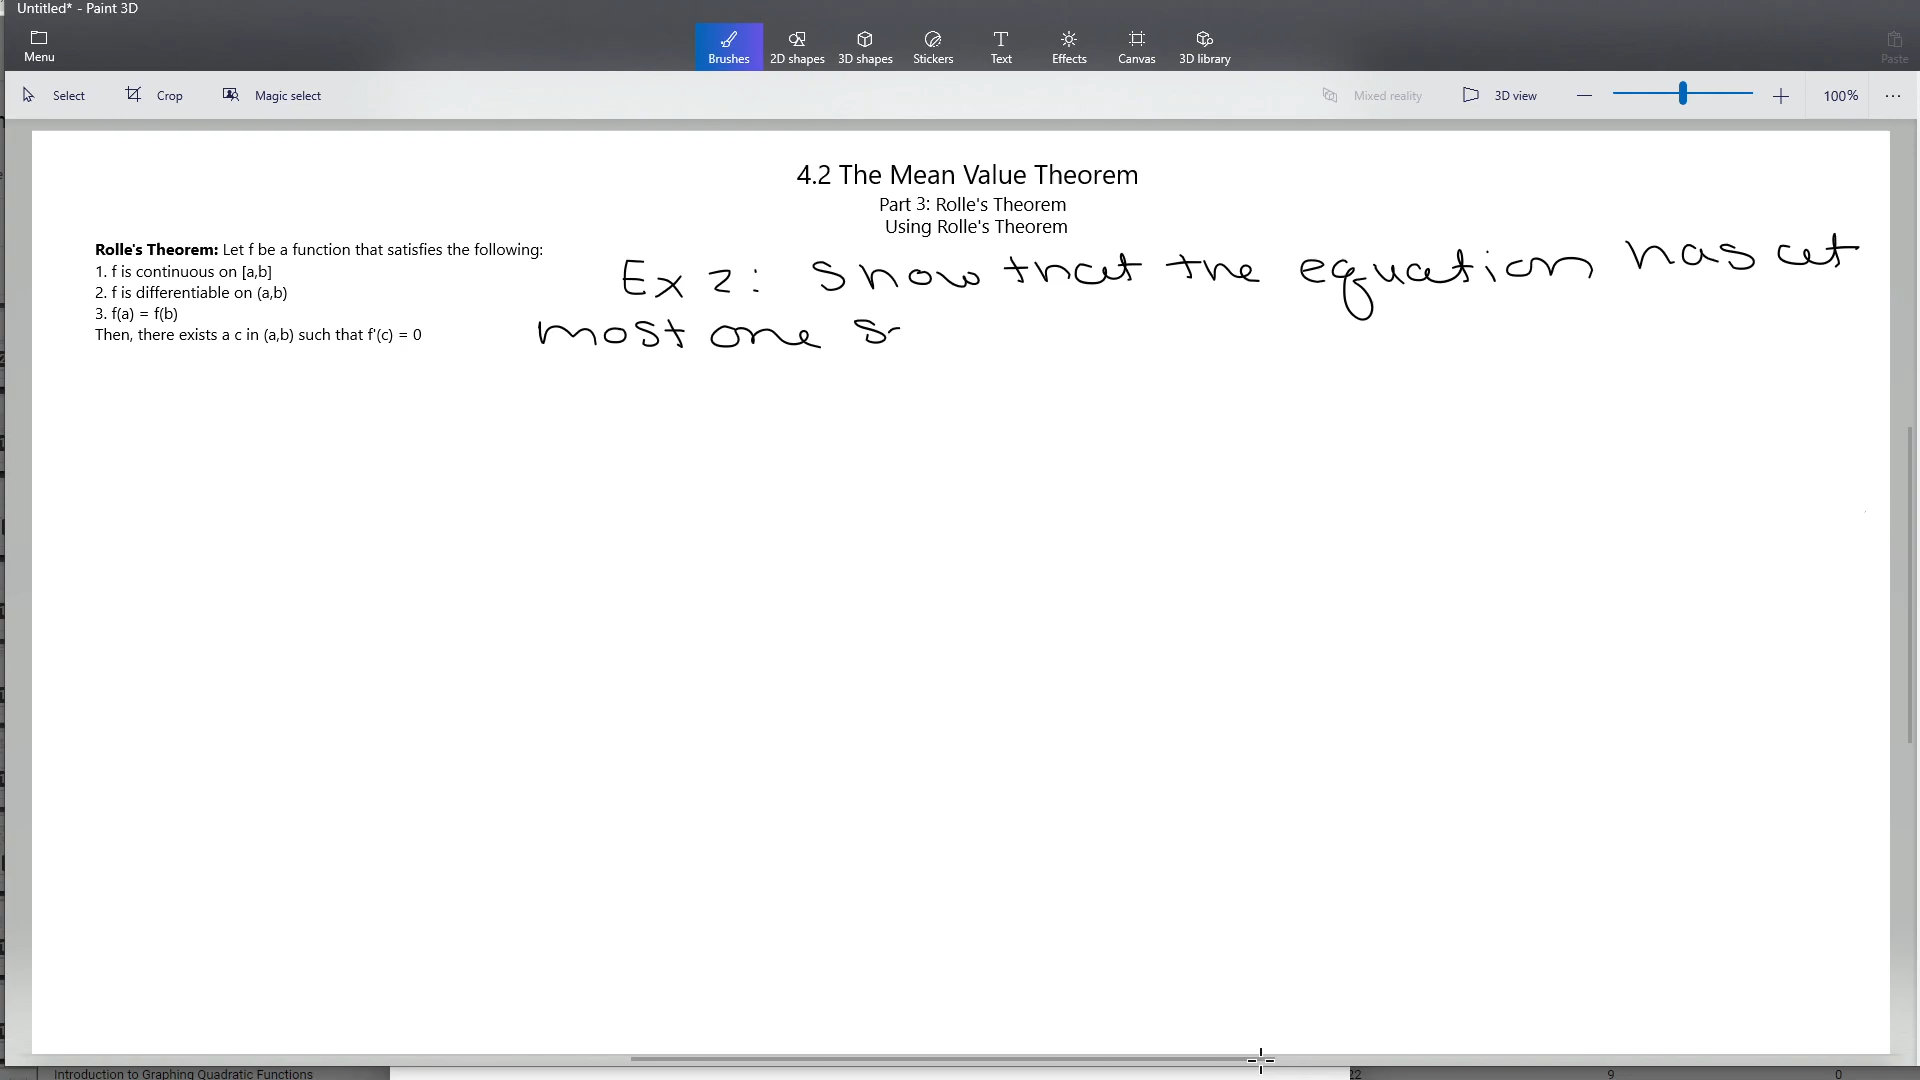 Untitled* - Paint 3D
Menu
Brushes 2D shapes 3D shapes Stickers Text Effects Canvas 3D library
Paste
Select Crop Magic select Mixed reality 3D view 100%
4.2 The Mean Value Theorem
Part 3: Rolle's Theorem
Using Rolle's Theorem
Rolle's Theorem: Let f be a function that satisfies the following:
1. f is continuous on [a,b]
2. f is differentiable on (a,b)
3. f(a) = f(b)
Then, there exists a c in (a,b) such that f'(c) = 0
Ex 2: Show that the equation has at
most one s
Introduction to Graphing Quadratic Functions 22 9 0